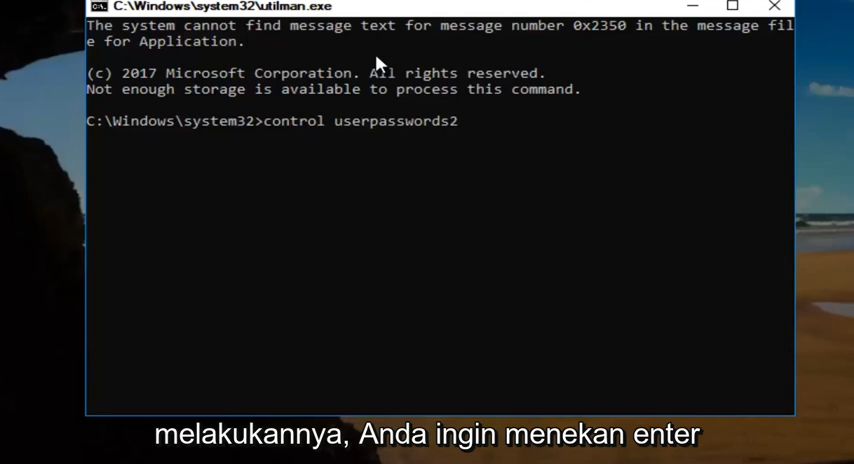 C:\Windows\system32\utilman.exe
The system cannot find message text for message number 0x2350 in the message fil
e for Application.
(c) 2017 Microsoft Corporation. All rights reserved.
Not enough storage is available to process this command.
C:\Windows\system32>control userpasswords2
melakukannya, Anda ingin menekan enter